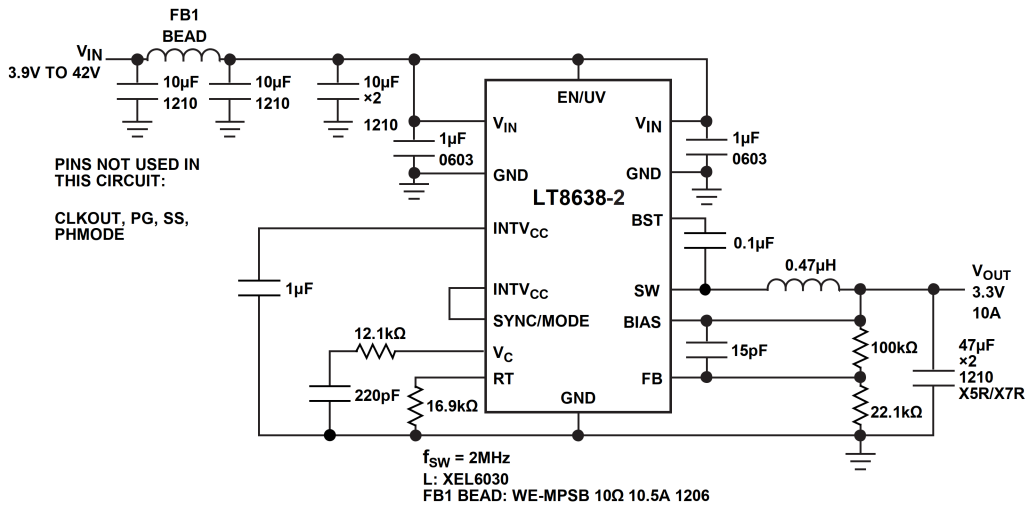 FB1
BEAD
VIN
3.9V TO 42V
10µF
1210
10µF
1210
10µF
×2
1210
1µF
0603
1µF
0603
PINS NOT USED IN
THIS CIRCUIT:
CLKOUT, PG, SS,
PHMODE
EN/UV
VIN
VIN
GND
GND
LT8638-2
BST
INTVCC
0.1µF
1µF
INTVCC
SW
0.47µH
VOUT
3.3V
10A
SYNC/MODE
BIAS
12.1kΩ
VC
15pF
100kΩ
47µF
×2
1210
X5R/X7R
RT
FB
220pF
16.9kΩ
GND
22.1kΩ
fSW = 2MHz
L: XEL6030
FB1 BEAD: WE-MPSB 10Ω 10.5A 1206